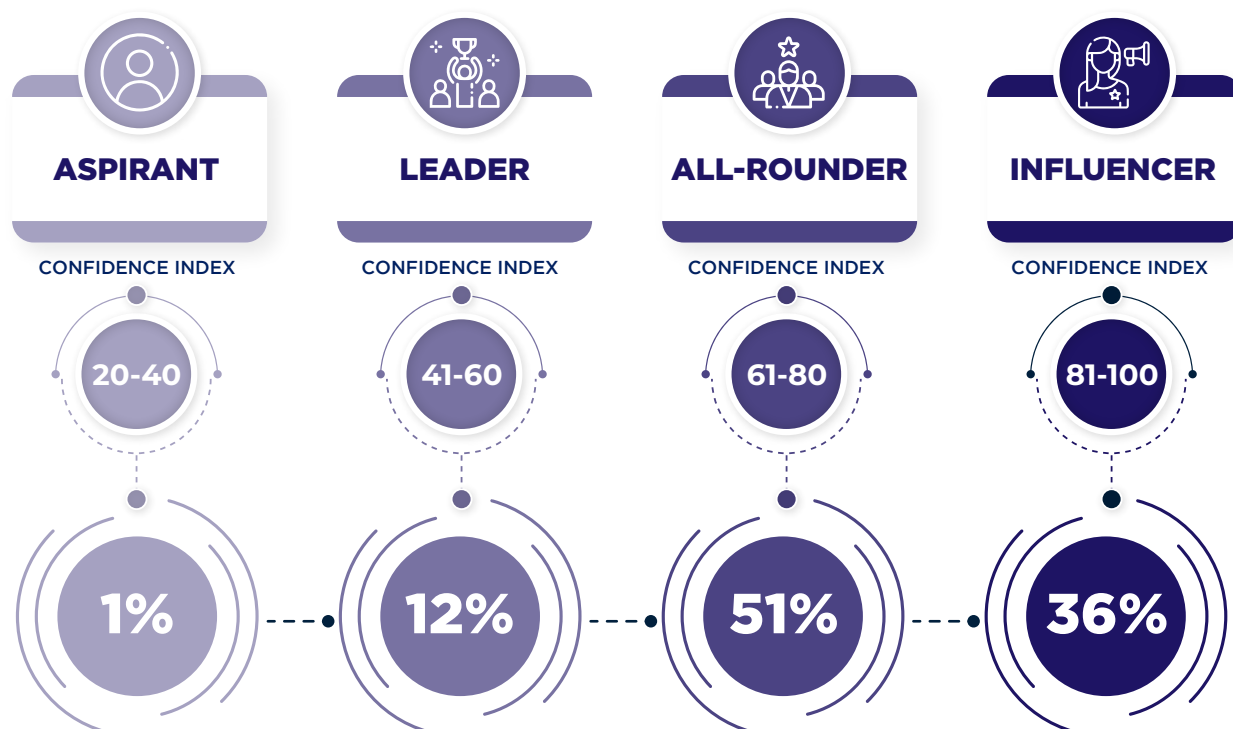 ASPIRANT
LEADER
ALL-ROUNDER
INFLUENCER
CONFIDENCE INDEX
CONFIDENCE INDEX
CONFIDENCE INDEX
CONFIDENCE INDEX
20-40
41-60
61-80
81-100
1%
12%
51%
36%